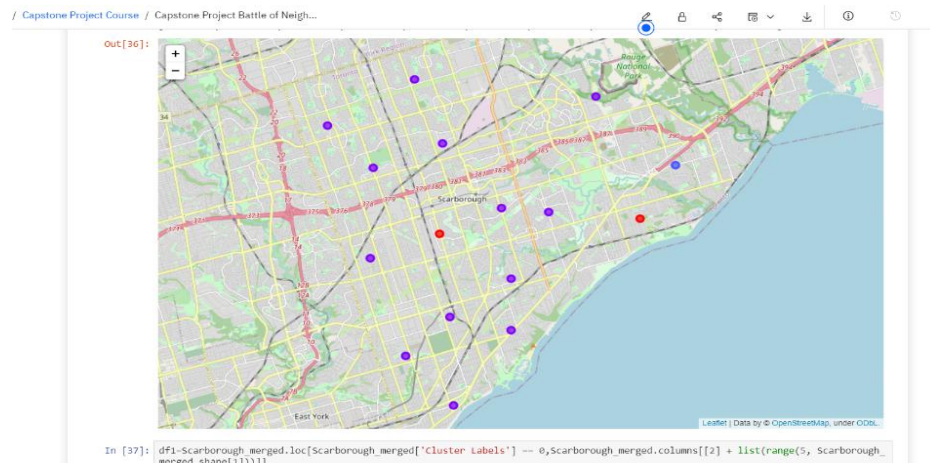 / Capstone Project Course / Capstone Project Battle of Neigh...
Out[36]:
+
−
Rouge
National
Park
34
Scarborough
East York
Leaflet | Data by © OpenStreetMap, under ODbL.
In [37]: df1=Scarborough_merged.loc[Scarborough_merged['Cluster Labels'] == 0,Scarborough_merged.columns[[2] + list(range(5, Scarborough_
merged.shape[1]))]]